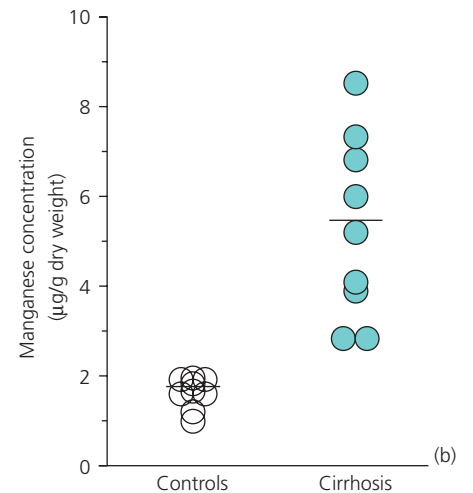 10
8
6
4
2
0
Manganese concentration
(µg/g dry weight)
Controls
Cirrhosis
(b)